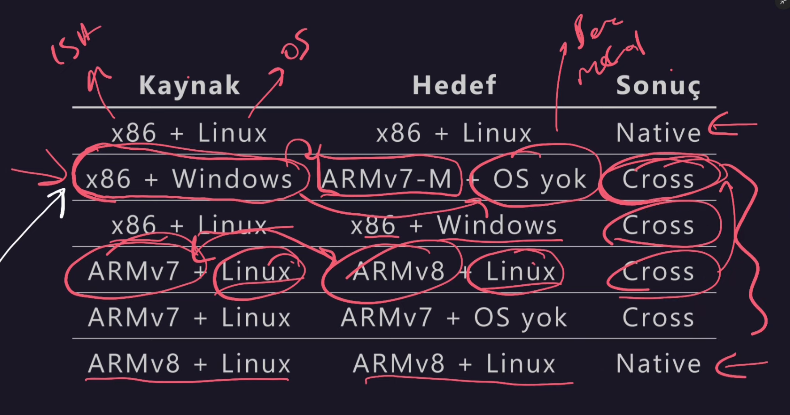 ISA OS Bare metal
Kaynak Hedef Sonuç
x86 + Linux x86 + Linux Native
x86 + Windows ARMv7-M + OS yok Cross
x86 + Linux x86 + Windows Cross
ARMv7 + Linux ARMv8 + Linux Cross
ARMv7 + Linux ARMv7 + OS yok Cross
ARMv8 + Linux ARMv8 + Linux Native